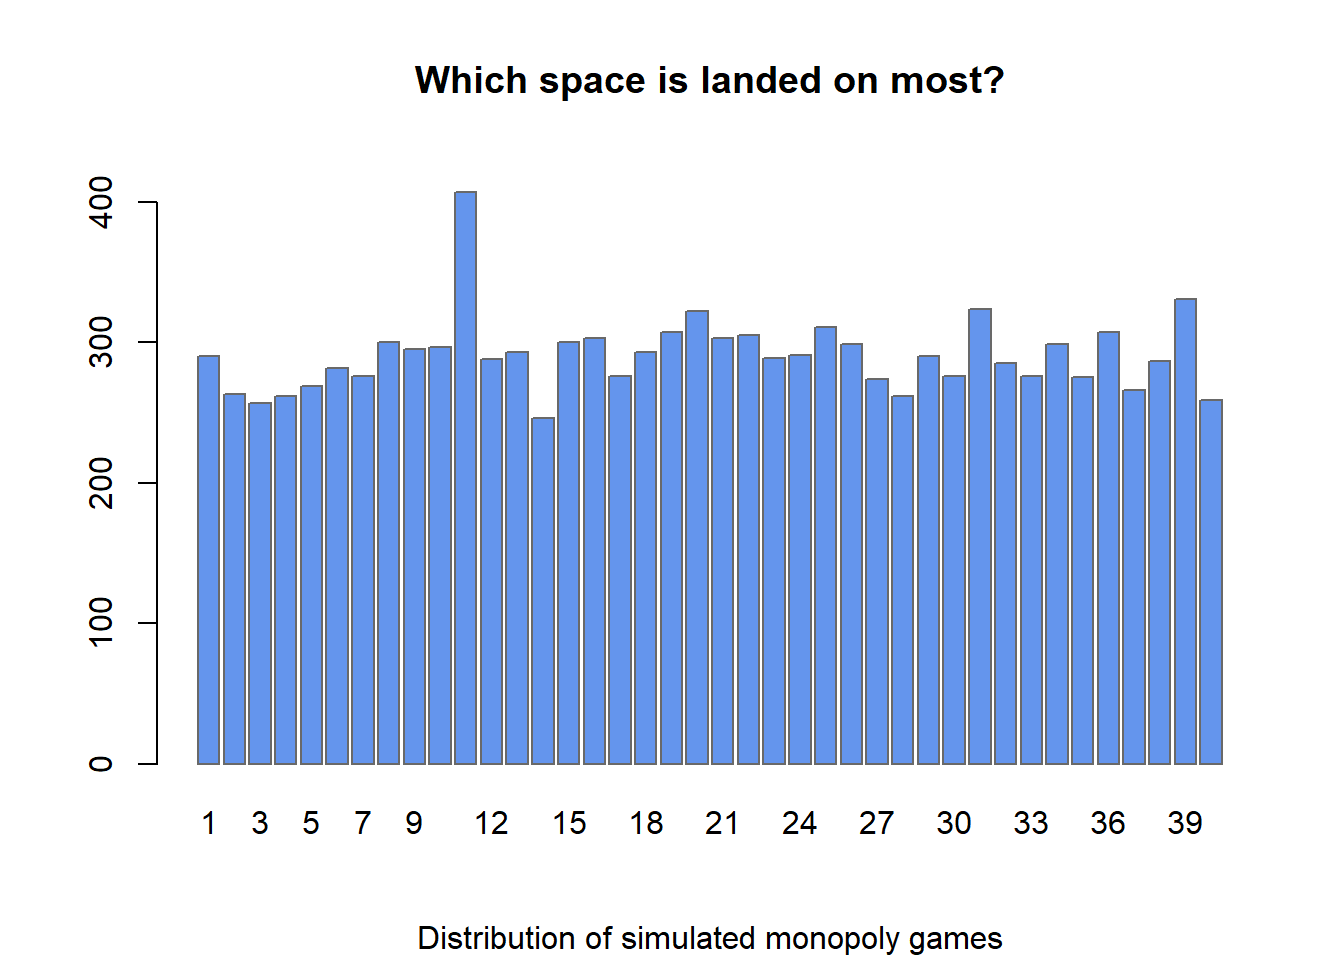 Which space is landed on most?
400
300
200
100
0
1 3 5 7 9 12 15 18 21 24 27 30 33 36 39
Distribution of simulated monopoly games